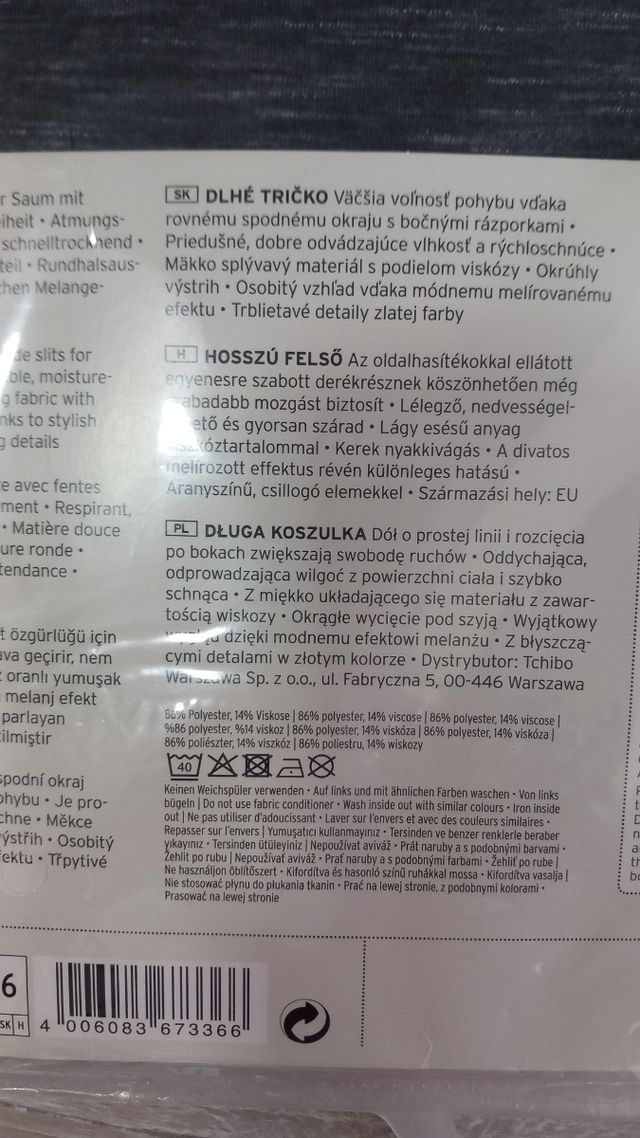 r Saum mit
eiheit • Atmungs-
schnelltrocknend •
teil • Rundhalsaus-
chen Melange-
de slits for
ble, moisture-
g fabric with
nks to stylish
g details
te avec fentes
ment • Respirant,
• Matière douce
ure ronde •
tendance •
t özgürlüğü için
ava geçirir, nem
z oranlı yumuşak
melanj efekt
parlayan
ilmiştir
spodní okraj
ohybu • Je pro-
chne • Měkce
výstřih • Osobitý
fektu • Třpytivé
SK DLHÉ TRIČKO Väčšia voľnosť pohybu vďaka
rovnému spodnému okraju s bočnými rázporkami •
Priedušné, dobre odvádzajúce vlhkosť a rýchloschnúce •
Mäkko splývavý materiál s podielom viskózy • Okrúhly
výstrih • Osobitý vzhľad vďaka módnemu melírovanému
efektu • Trblietavé detaily zlatej farby
H HOSSZÚ FELSŐ Az oldalhasítékokkal ellátott
egyenesre szabott derékrésznek köszönhetően még
zabadabb mozgást biztosít • Lélegző, nedvességel-
ető és gyorsan szárad • Lágy esésű anyag
szkóztartalommal • Kerek nyakkivágás • A divatos
melírozott effektus révén különleges hatású •
Aranyszínű, csillogó elemekkel • Származási hely: EU
PL DŁUGA KOSZULKA Dół o prostej linii i rozcięcia
po bokach zwiększają swobodę ruchów • Oddychająca,
odprowadzająca wilgoć z powierzchni ciała i szybko
schnąca • Z miękko układającego się materiału z zawar-
tością wiskozy • Okrągłe wycięcie pod szyją • Wyjątkowy
wygląd dzięki modnemu efektowi melanżu • Z błyszczą-
cymi detalami w złotym kolorze • Dystrybutor: Tchibo
Warszawa Sp. z o.o., ul. Fabryczna 5, 00-446 Warszawa
86% Polyester, 14% Viskose | 86% polyester, 14% viscose | 86% polyester, 14% viscose |
%86 polyester, %14 viskoz | 86% polyester, 14% viskóza | 86% polyester, 14% viskóza |
86% poliészter, 14% viszkóz | 86% poliestru, 14% wiskozy
40
Keinen Weichspüler verwenden • Auf links und mit ähnlichen Farben waschen • Von links
bügeln | Do not use fabric conditioner • Wash inside out with similar colours • Iron inside
out | Ne pas utiliser d'adoucissant • Laver sur l'envers et avec des couleurs similaires •
Repasser sur l'envers | Yumuşatıcı kullanmayınız • Tersinden ve benzer renklerle beraber
yıkayınız • Tersinden ütüleyiniz | Nepoužívat aviváž • Prát naruby a s podobnými barvami •
Žehlit po rubu | Nepoužívať aviváž • Prať naruby a s podobnými farbami • Žehliť po rube |
Ne használjon öblítőszert • Kifordítva és hasonló színű ruhákkal mossa • Kifordítva vasalja |
Nie stosować płynu do płukania tkanin • Prać na lewej stronie, z podobnymi kolorami •
Prasować na lewej stronie
6
SK H
4 006083 673366